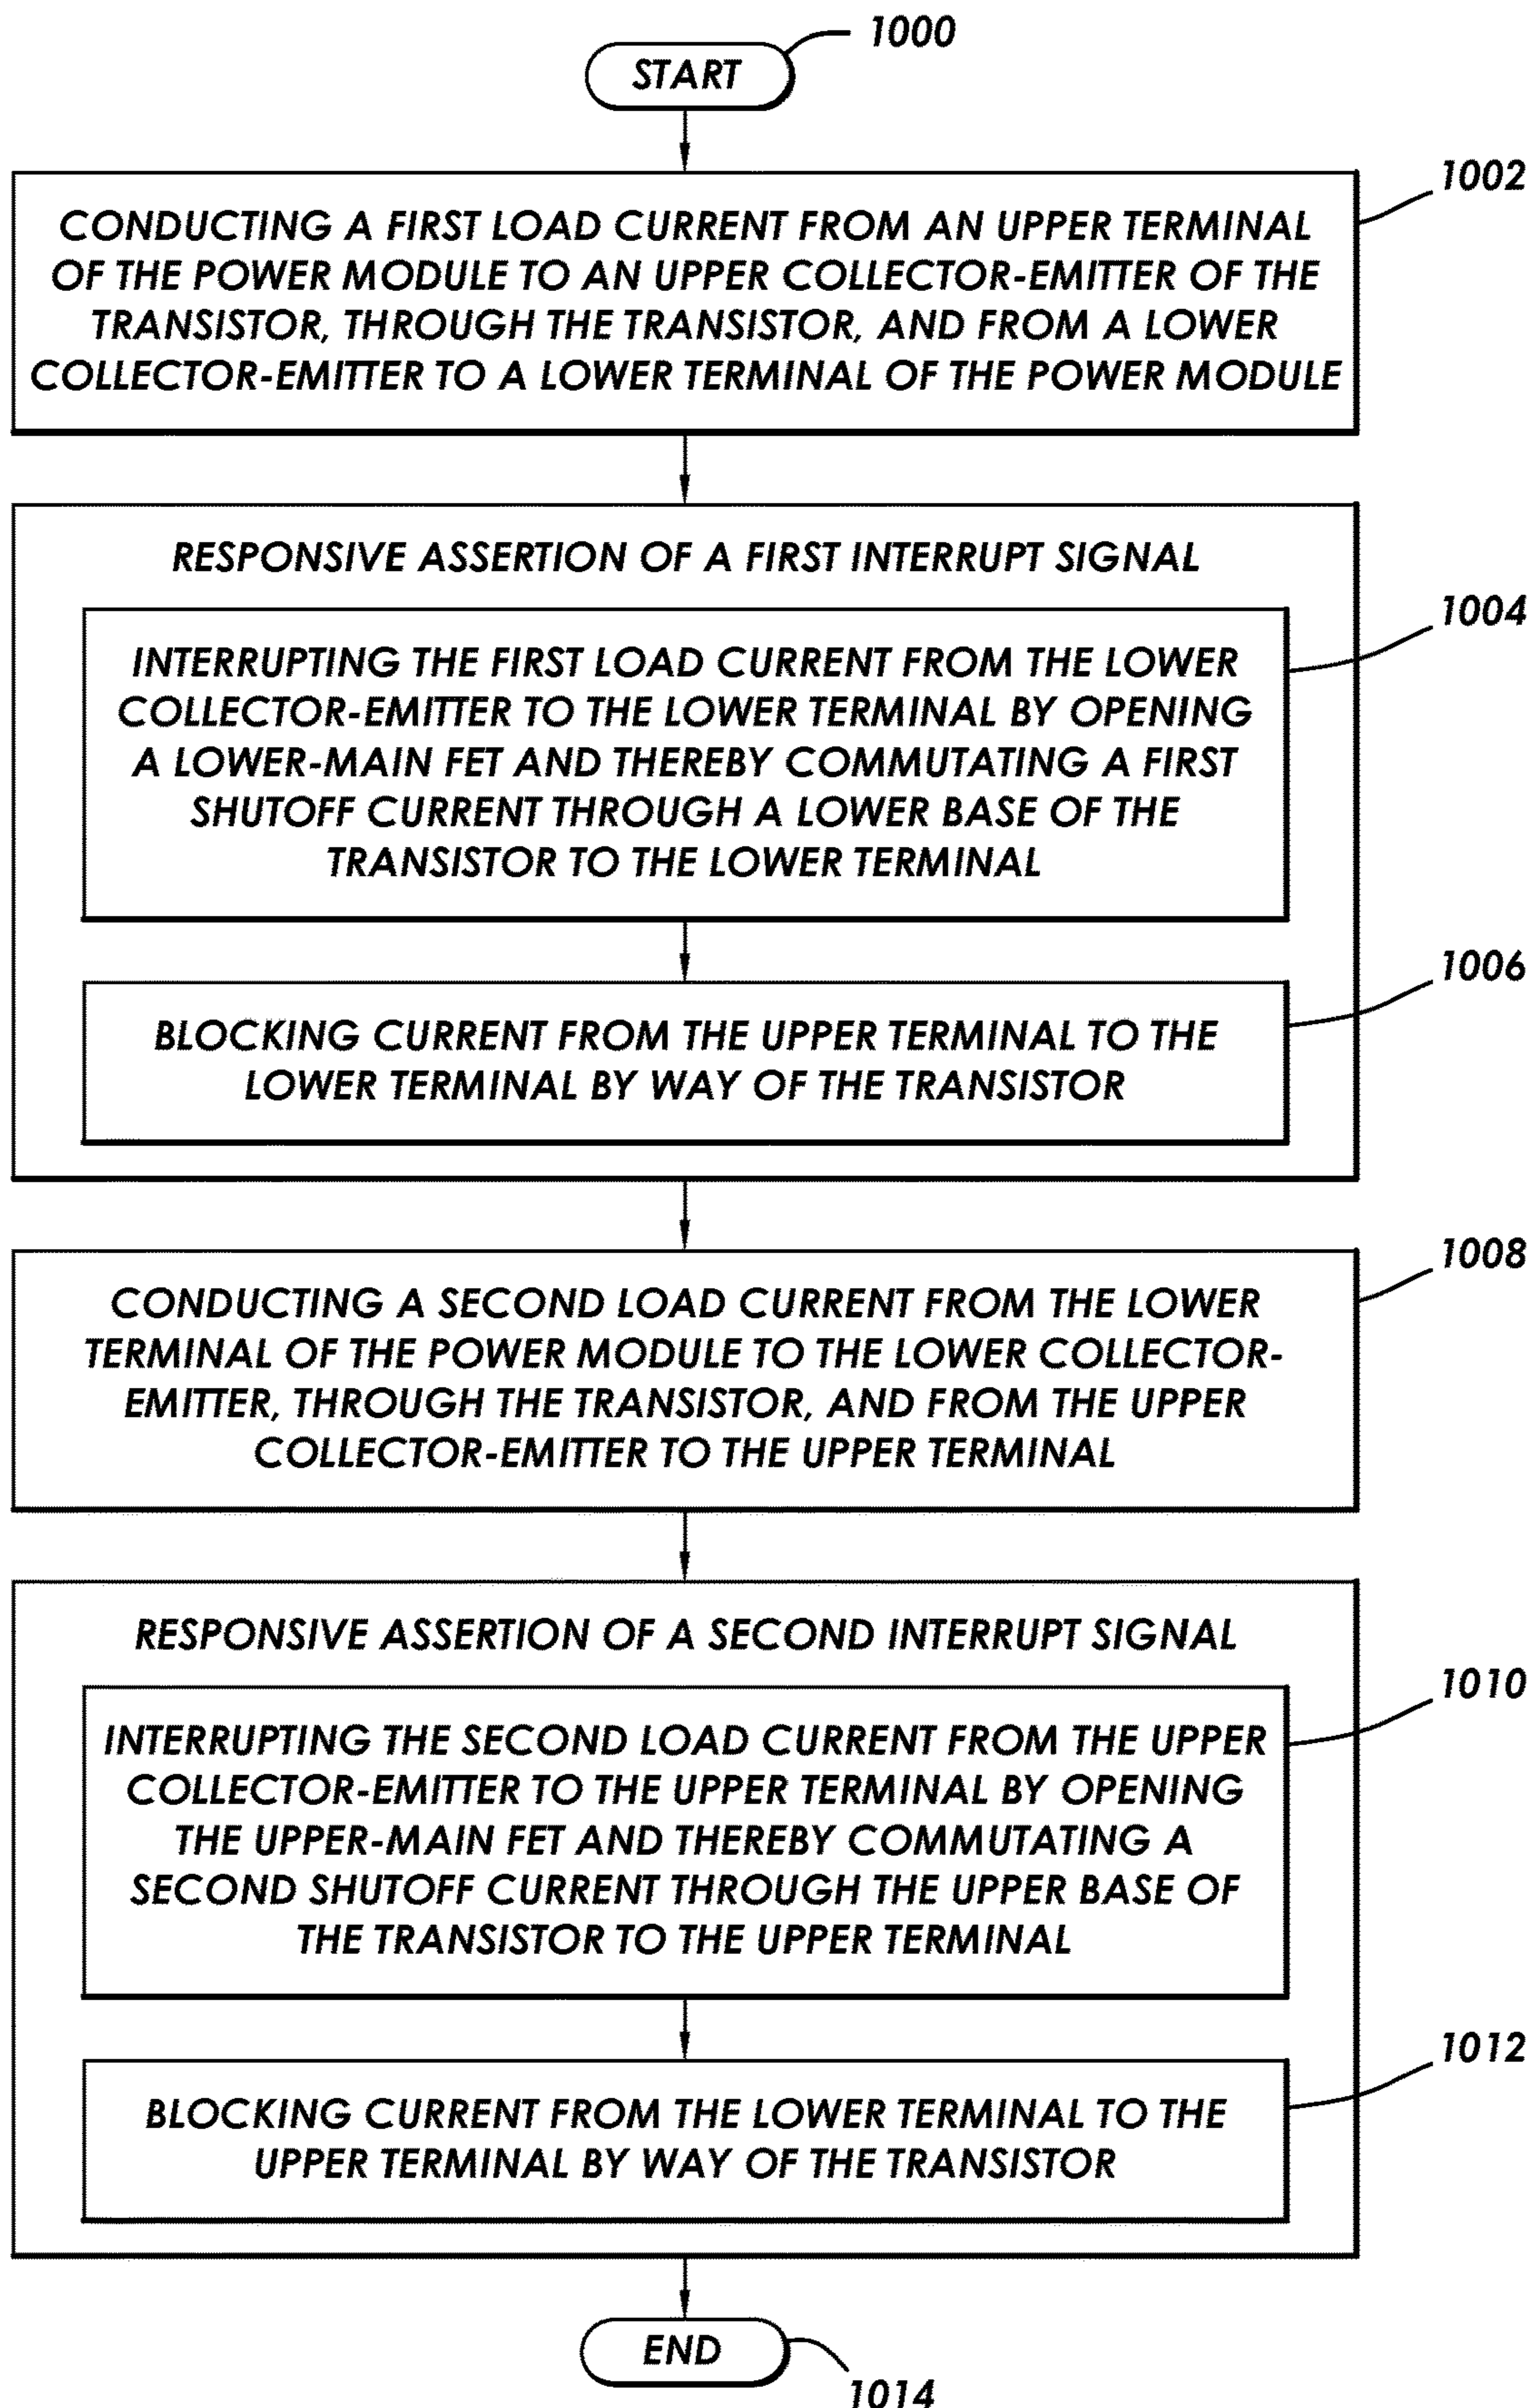 1000
START
1002
CONDUCTING A FIRST LOAD CURRENT FROM AN UPPER TERMINAL
OF THE POWER MODULE TO AN UPPER COLLECTOR-EMITTER OF THE
TRANSISTOR, THROUGH THE TRANSISTOR, AND FROM A LOWER
COLLECTOR-EMITTER TO A LOWER TERMINAL OF THE POWER MODULE
RESPONSIVE ASSERTION OF A FIRST INTERRUPT SIGNAL
1004
INTERRUPTING THE FIRST LOAD CURRENT FROM THE LOWER
COLLECTOR-EMITTER TO THE LOWER TERMINAL BY OPENING
A LOWER-MAIN FET AND THEREBY COMMUTATING A FIRST
SHUTOFF CURRENT THROUGH A LOWER BASE OF THE
TRANSISTOR TO THE LOWER TERMINAL
1006
BLOCKING CURRENT FROM THE UPPER TERMINAL TO THE
LOWER TERMINAL BY WAY OF THE TRANSISTOR
1008
CONDUCTING A SECOND LOAD CURRENT FROM THE LOWER
TERMINAL OF THE POWER MODULE TO THE LOWER COLLECTOR-
EMITTER, THROUGH THE TRANSISTOR, AND FROM THE UPPER
COLLECTOR-EMITTER TO THE UPPER TERMINAL
RESPONSIVE ASSERTION OF A SECOND INTERRUPT SIGNAL
1010
INTERRUPTING THE SECOND LOAD CURRENT FROM THE UPPER
COLLECTOR-EMITTER TO THE UPPER TERMINAL BY OPENING
THE UPPER-MAIN FET AND THEREBY COMMUTATING A
SECOND SHUTOFF CURRENT THROUGH THE UPPER BASE OF
THE TRANSISTOR TO THE UPPER TERMINAL
1012
BLOCKING CURRENT FROM THE LOWER TERMINAL TO THE
UPPER TERMINAL BY WAY OF THE TRANSISTOR
END
1014